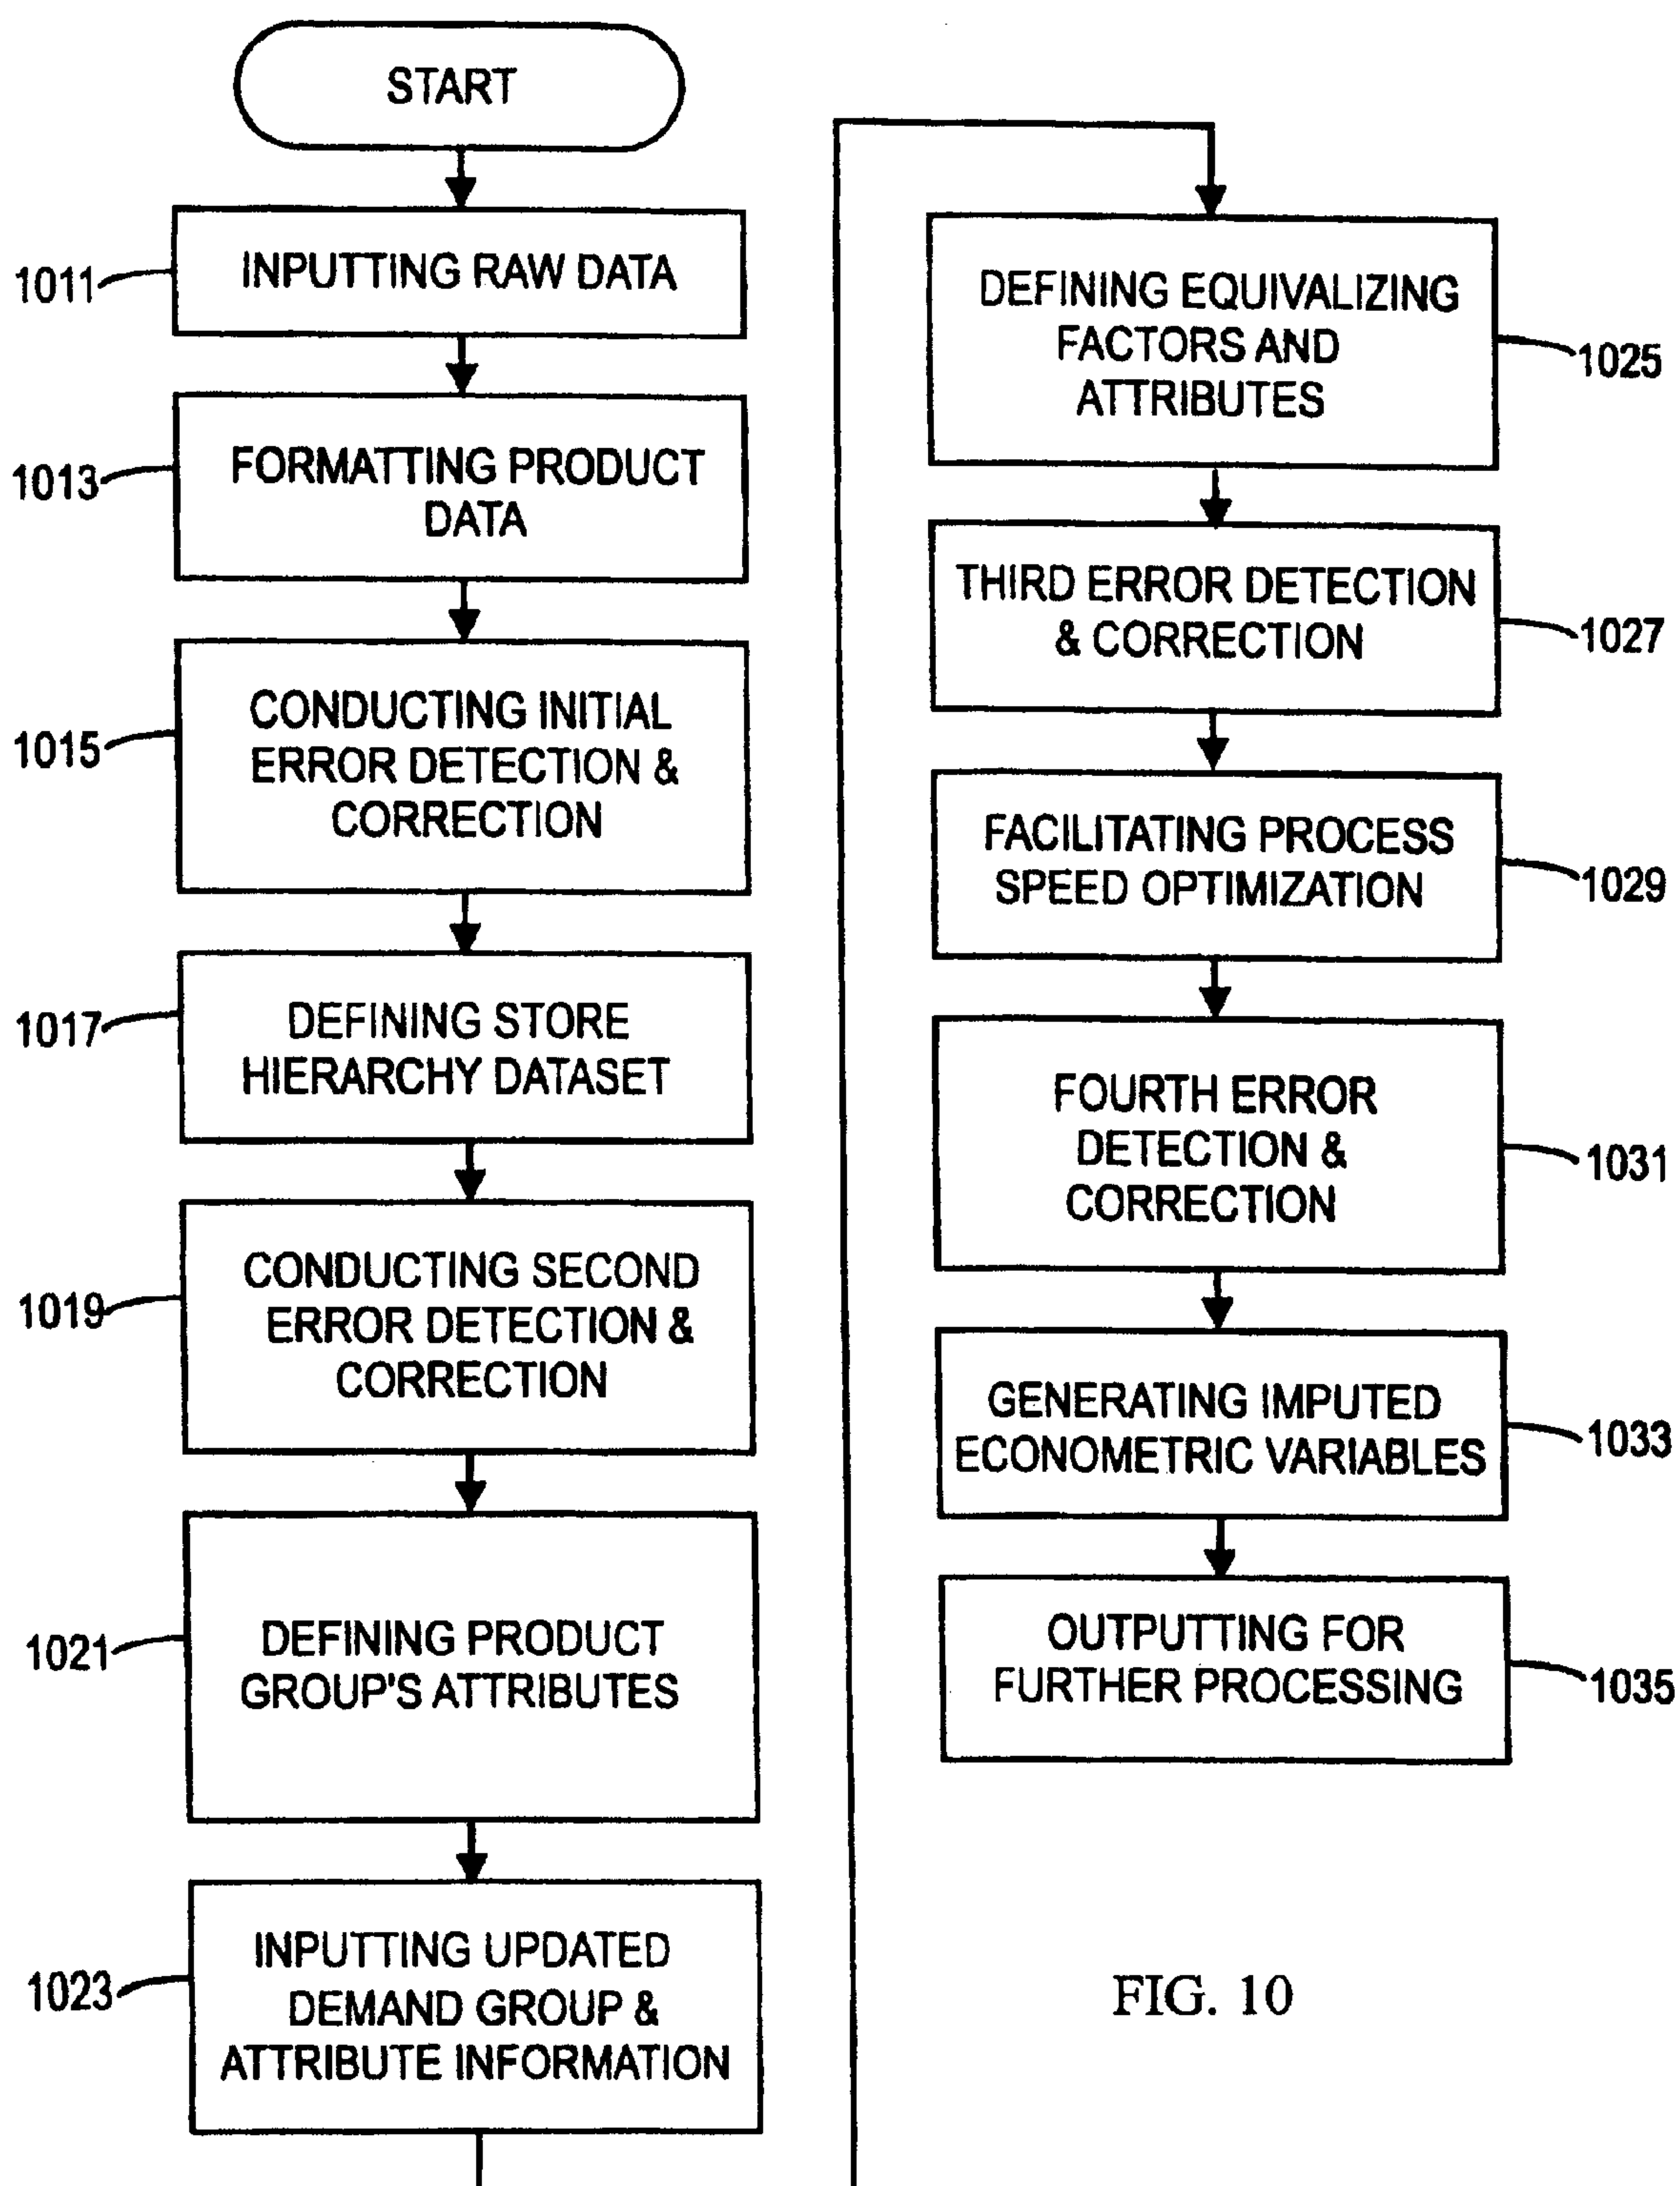 START
1011
INPUTTING RAW DATA
1013
FORMATTING PRODUCT
DATA
1015
CONDUCTING INITIAL
ERROR DETECTION &
CORRECTION
1017
DEFINING STORE
HIERARCHY DATASET
1019
CONDUCTING SECOND
ERROR DETECTION &
CORRECTION
1021
DEFINING PRODUCT
GROUP'S ATTRIBUTES
1023
INPUTTING UPDATED
DEMAND GROUP &
ATTRIBUTE INFORMATION
DEFINING EQUIVALIZING
FACTORS AND
ATTRIBUTES
1025
THIRD ERROR DETECTION
& CORRECTION
1027
FACILITATING PROCESS
SPEED OPTIMIZATION
1029
FOURTH ERROR
DETECTION &
CORRECTION
1031
GENERATING IMPUTED
ECONOMETRIC VARIABLES
1033
OUTPUTTING FOR
FURTHER PROCESSING
1035
FIG. 10